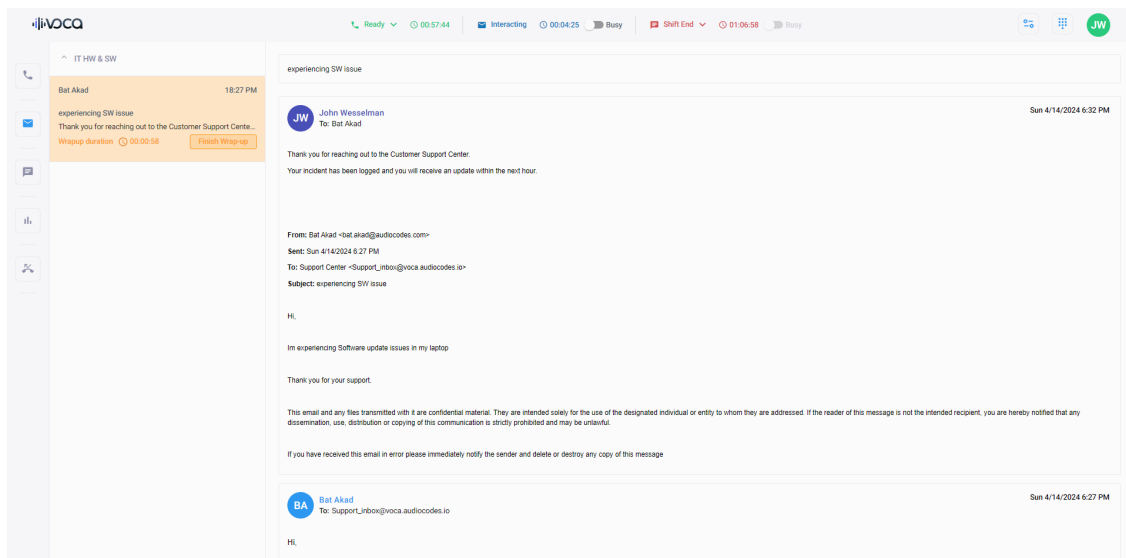 VOCA
Ready 00:57:44 Interacting 00:04:25 Busy Shift End 01:06:58 Busy JW
IT HW & SW
Bat Akad 18:27 PM
experiencing SW issue
Thank you for reaching out to the Customer Support Cente...
Wrapup duration 00:00:58 Finish Wrap-up
experiencing SW issue
JW John Wesselman Sun 4/14/2024 6:32 PM
To: Bat Akad
Thank you for reaching out to the Customer Support Center.
Your incident has been logged and you will receive an update within the next hour.
From: Bat Akad <bat.akad@audiocodes.com>
Sent: Sun 4/14/2024 6:27 PM
To: Support Center <Support_inbox@voca.audiocodes.io>
Subject: experiencing SW issue
Hi,
Im experiencing Software update issues in my laptop
Thank you for your support.
This email and any files transmitted with it are confidential material. They are intended solely for the use of the designated individual or entity to whom they are addressed. If the reader of this message is not the intended recipient, you are hereby notified that any
dissemination, use, distribution or copying of this communication is strictly prohibited and may be unlawful.
If you have received this email in error please immediately notify the sender and delete or destroy any copy of this message
BA Bat Akad Sun 4/14/2024 6:27 PM
To: Support_inbox@voca.audiocodes.io
Hi,